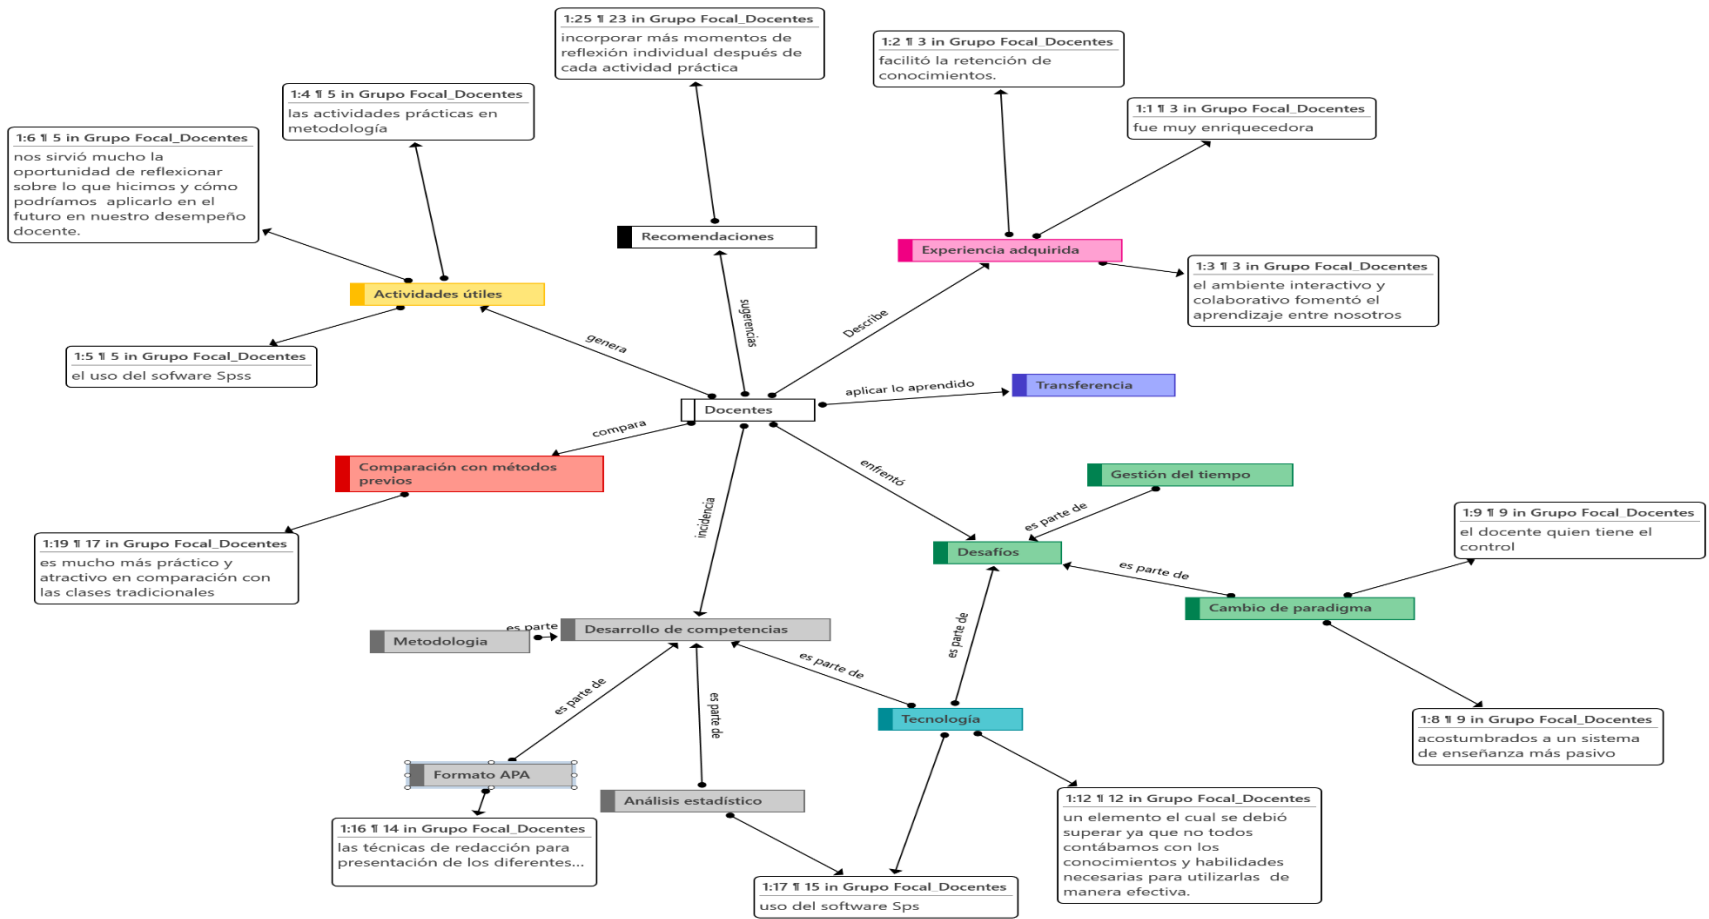 1:25 ¶ 23 in Grupo Focal_Docentes
incorporar más momentos de
reflexión individual después de
cada actividad práctica
1:2 ¶ 3 in Grupo Focal_Docentes
facilitó la retención de
conocimientos.
1:4 ¶ 5 in Grupo Focal_Docentes
las actividades prácticas en
metodología
1:1 ¶ 3 in Grupo Focal_Docentes
fue muy enriquecedora
1:6 ¶ 5 in Grupo Focal_Docentes
nos sirvió mucho la
oportunidad de reflexionar
sobre lo que hicimos y cómo
podríamos  aplicarlo en el
futuro en nuestro desempeño
docente.
Recomendaciones
Experiencia adquirida
1:3 ¶ 3 in Grupo Focal_Docentes
el ambiente interactivo y
colaborativo fomentó el
aprendizaje entre nosotros
Actividades útiles
sugerencias
Describe
genera
1:5 ¶ 5 in Grupo Focal_Docentes
el uso del sofware Spss
aplicar lo aprendido
Transferencia
Docentes
compara
Comparación con métodos
previos
enfrentó
Gestión del tiempo
incidencia
es parte de
1:9 ¶ 9 in Grupo Focal_Docentes
el docente quien tiene el
control
1:19 ¶ 17 in Grupo Focal_Docentes
es mucho más práctico y
atractivo en comparación con
las clases tradicionales
Desafíos
es parte de
Cambio de paradigma
Metodologia
es parte
Desarrollo de competencias
es parte de
es parte de
es parte de
es parte de
Tecnología
1:8 ¶ 9 in Grupo Focal_Docentes
acostumbrados a un sistema
de enseñanza más pasivo
Formato APA
Análisis estadístico
1:12 ¶ 12 in Grupo Focal_Docentes
un elemento el cual se debió
superar ya que no todos
contábamos con los
conocimientos y habilidades
necesarias para utilizarlas  de
manera efectiva.
1:16 ¶ 14 in Grupo Focal_Docentes
las técnicas de redacción para
presentación de los diferentes...
1:17 ¶ 15 in Grupo Focal_Docentes
uso del software Sps